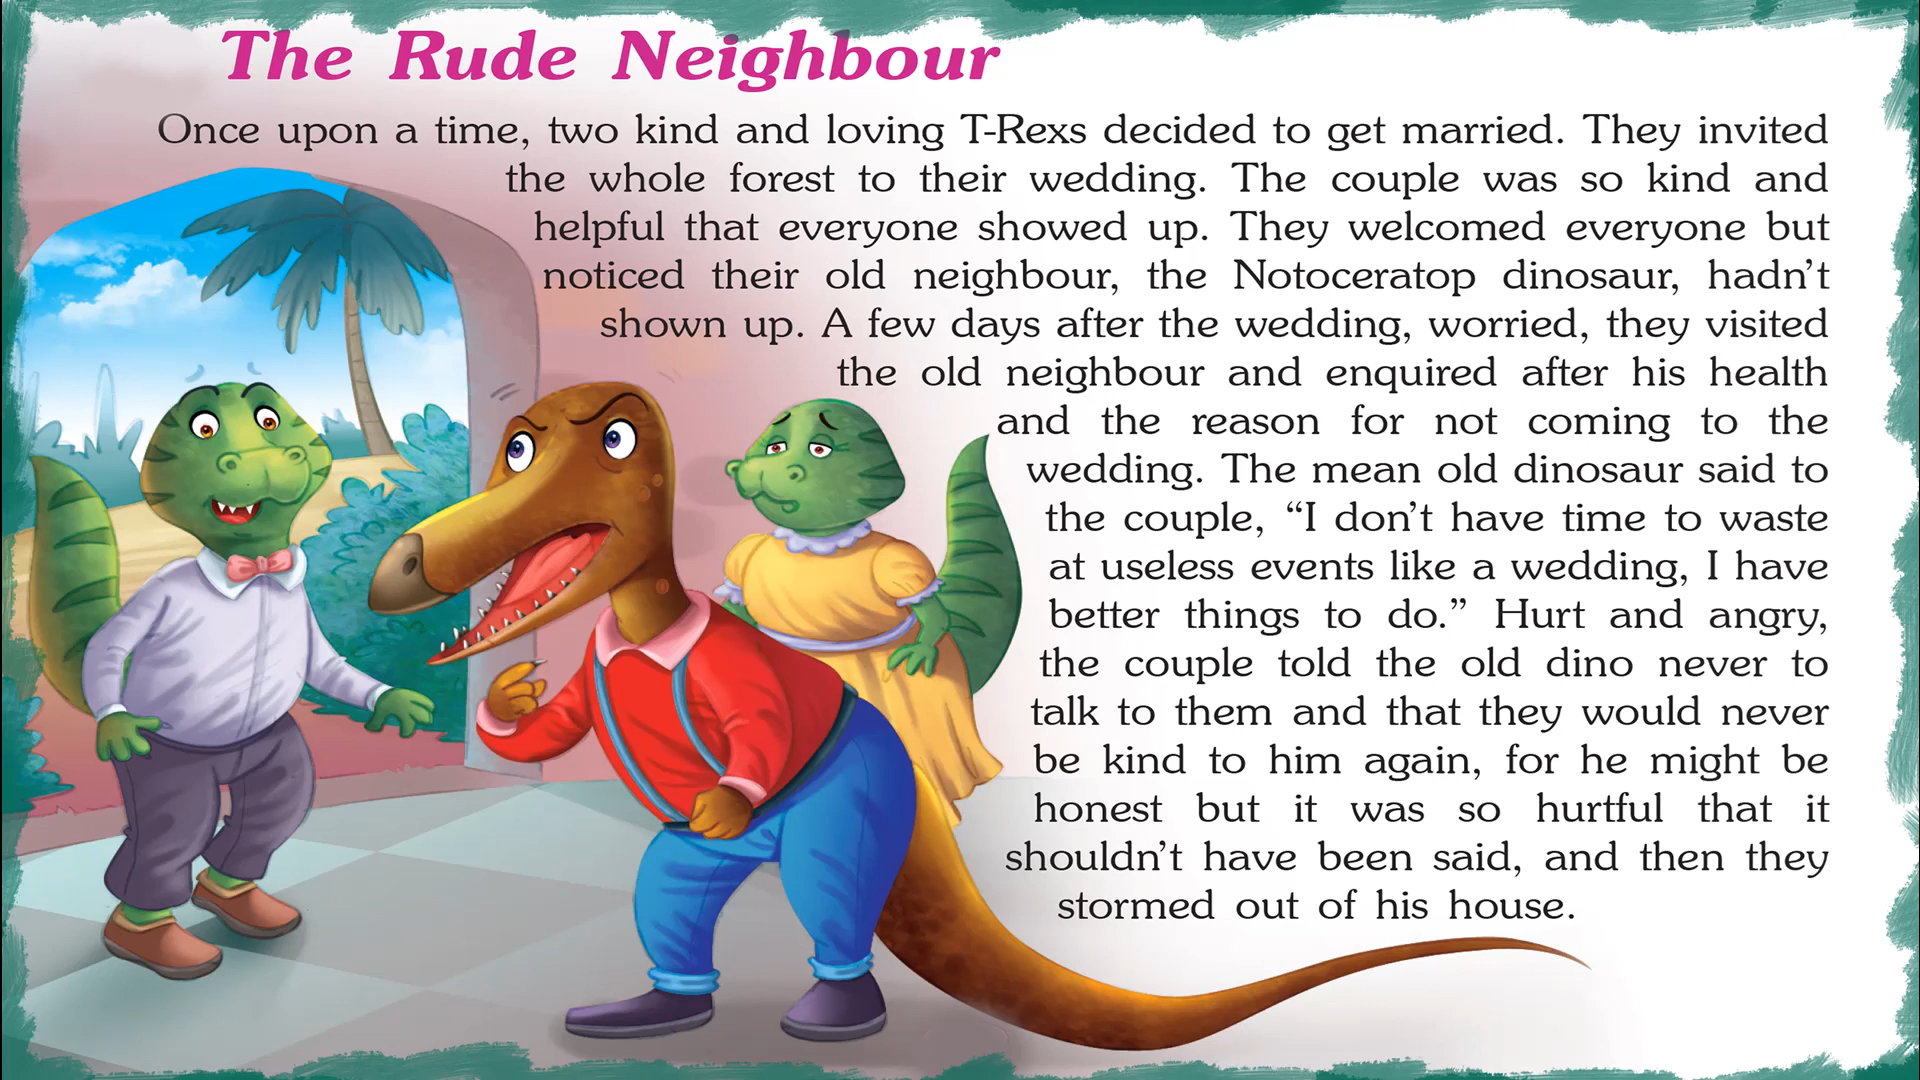 The Rude Neighbour
Once upon a time, two kind and loving T-Rexs decided to get married. They invited
the whole forest to their wedding. The couple was so kind and
helpful that everyone showed up. They welcomed everyone but
noticed their old neighbour, the Notoceratop dinosaur, hadn’t
shown up. A few days after the wedding, worried, they visited
the old neighbour and enquired after his health
and the reason for not coming to the
wedding. The mean old dinosaur said to
the couple, “I don’t have time to waste
at useless events like a wedding, I have
better things to do.” Hurt and angry,
the couple told the old dino never to
talk to them and that they would never
be kind to him again, for he might be
honest but it was so hurtful that it
shouldn’t have been said, and then they
stormed out of his house.